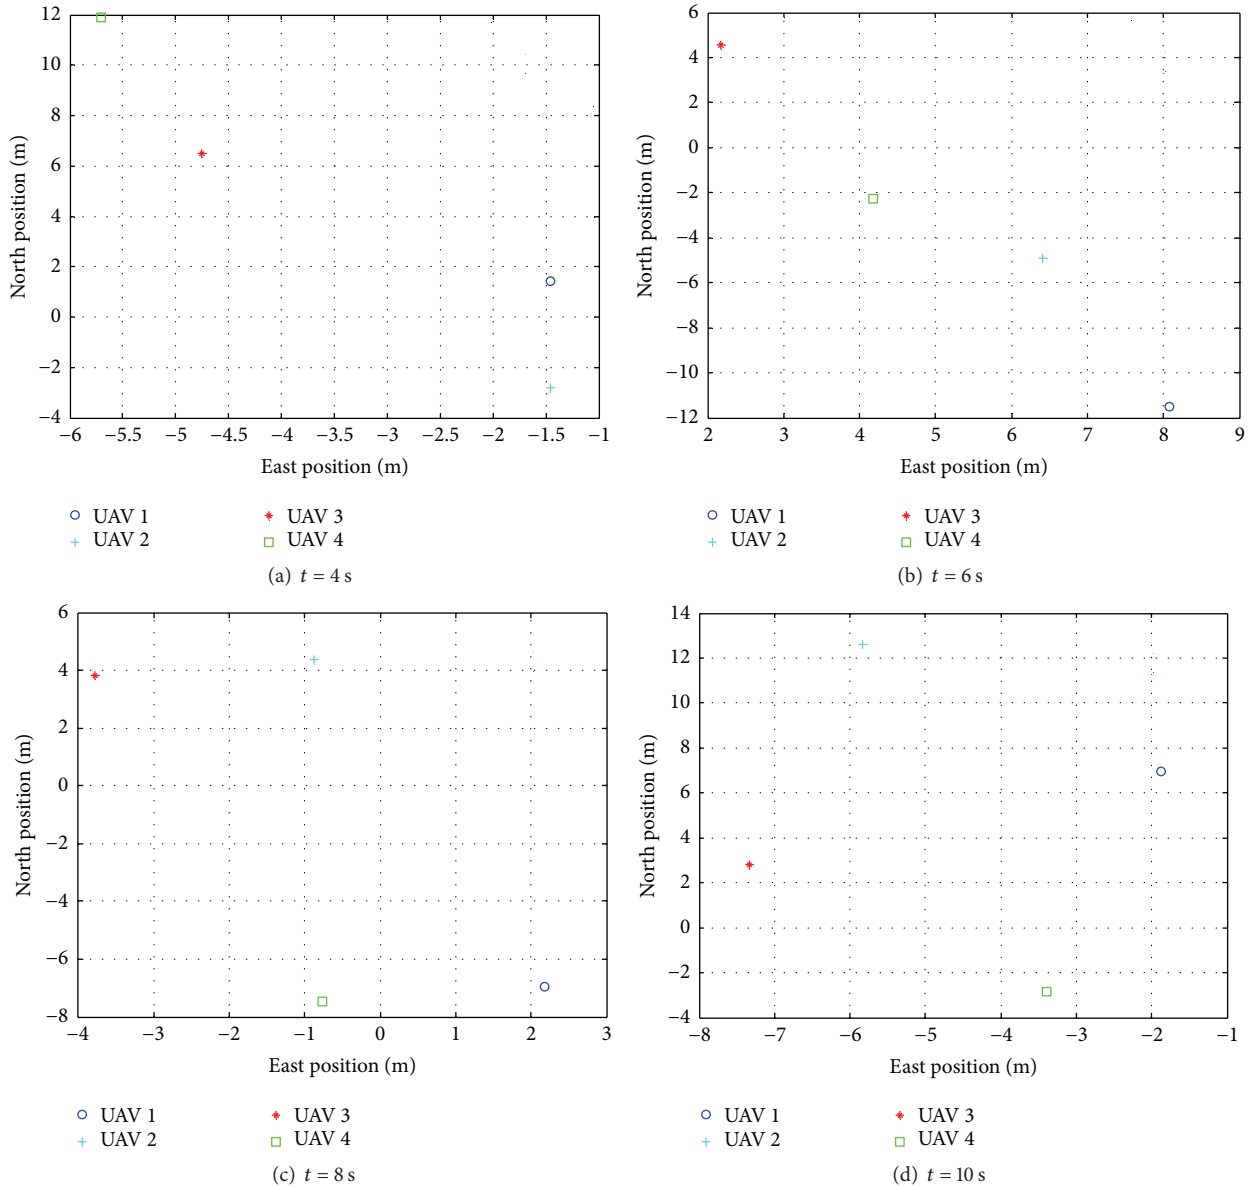 12
10
8
6
4
2
0
−2
−4
−6 −5.5 −5 −4.5 −4 −3.5 −3 −2.5 −2 −1.5 −1
North position (m)
East position (m)
UAV 1 UAV 3
UAV 2 UAV 4
(a) t = 4 s
6
4
2
0
−2
−4
−6
−8
−10
−12
2 3 4 5 6 7 8 9
North position (m)
East position (m)
UAV 1 UAV 3
UAV 2 UAV 4
(b) t = 6 s
6
4
2
0
−2
−4
−6
−8
−4 −3 −2 −1 0 1 2 3
North position (m)
East position (m)
UAV 1 UAV 3
UAV 2 UAV 4
(c) t = 8 s
14
12
10
8
6
4
2
0
−2
−4
−8 −7 −6 −5 −4 −3 −2 −1
North position (m)
East position (m)
UAV 1 UAV 3
UAV 2 UAV 4
(d) t = 10 s